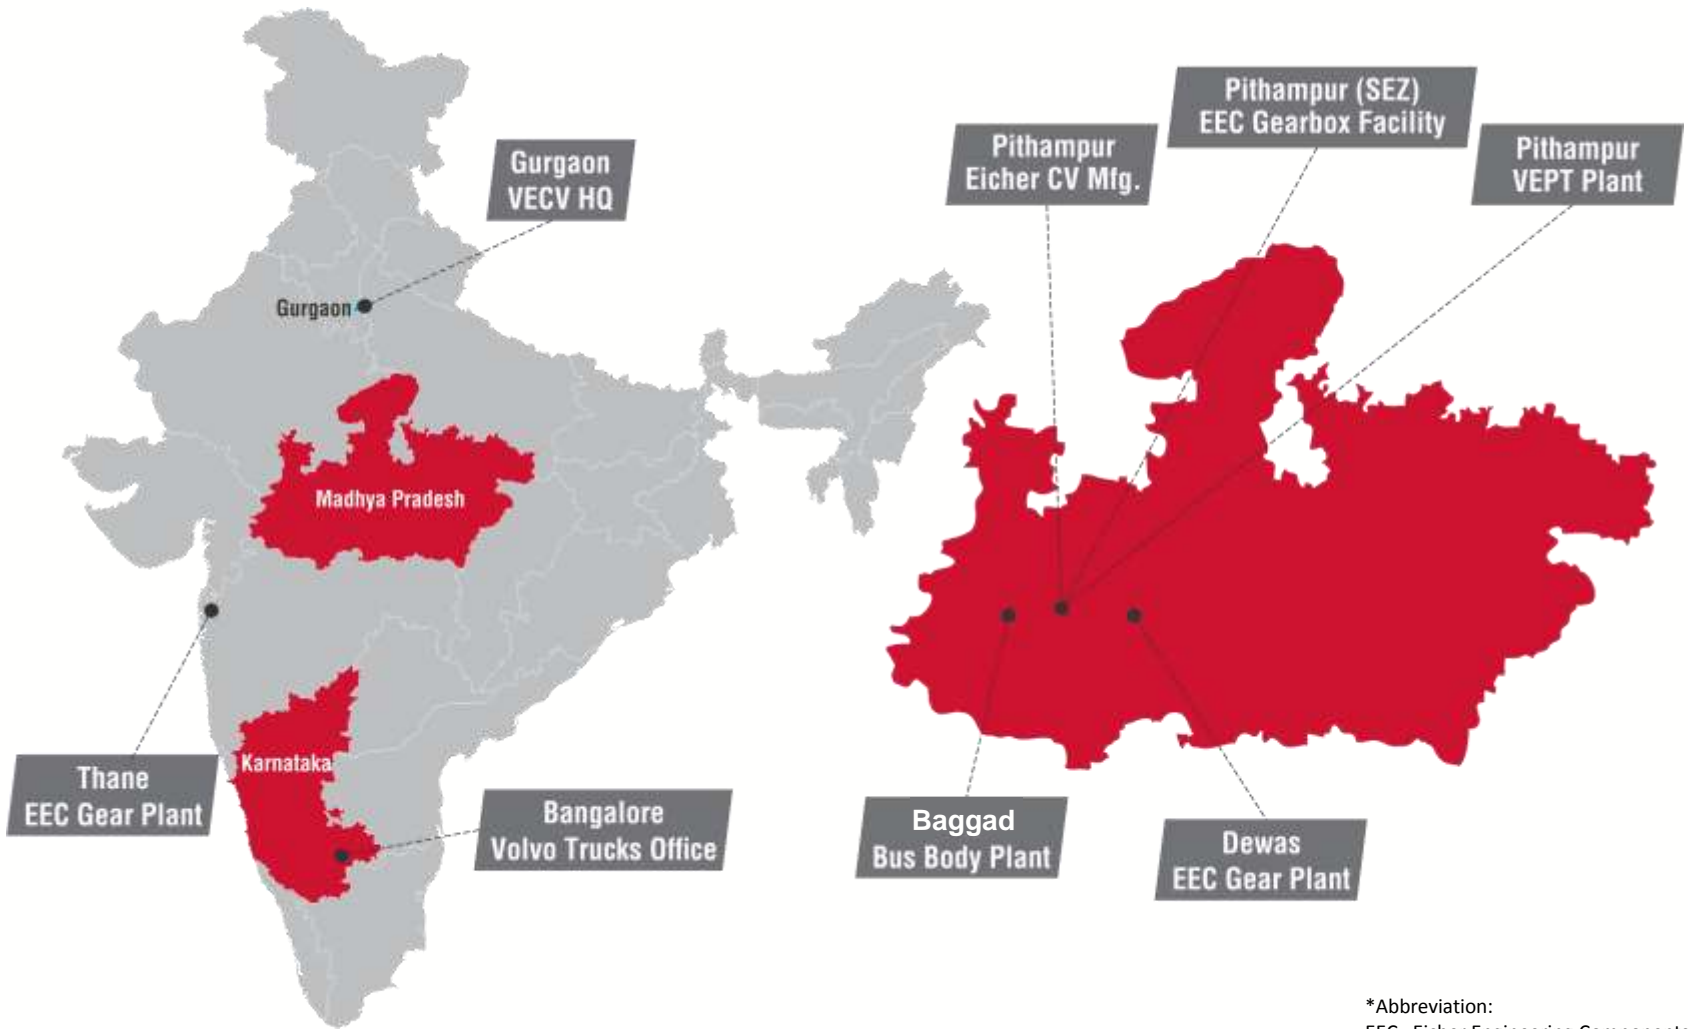 Gurgaon
VECV HQ
Gurgaon
Madhya Pradesh
Thane
EEC Gear Plant
Karnataka
Bangalore
Volvo Trucks Office
Pithampur
Eicher CV Mfg.
Pithampur (SEZ)
EEC Gearbox Facility
Pithampur
VEPT Plant
Baggad
Bus Body Plant
Dewas
EEC Gear Plant
*Abbreviation: